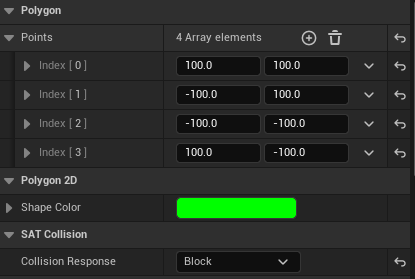 Polygon
Points 4 Array elements
Index [ 0 ] 100.0 100.0
Index [ 1 ] -100.0 100.0
Index [ 2 ] -100.0 -100.0
Index [ 3 ] 100.0 -100.0
Polygon 2D
Shape Color
SAT Collision
Collision Response Block